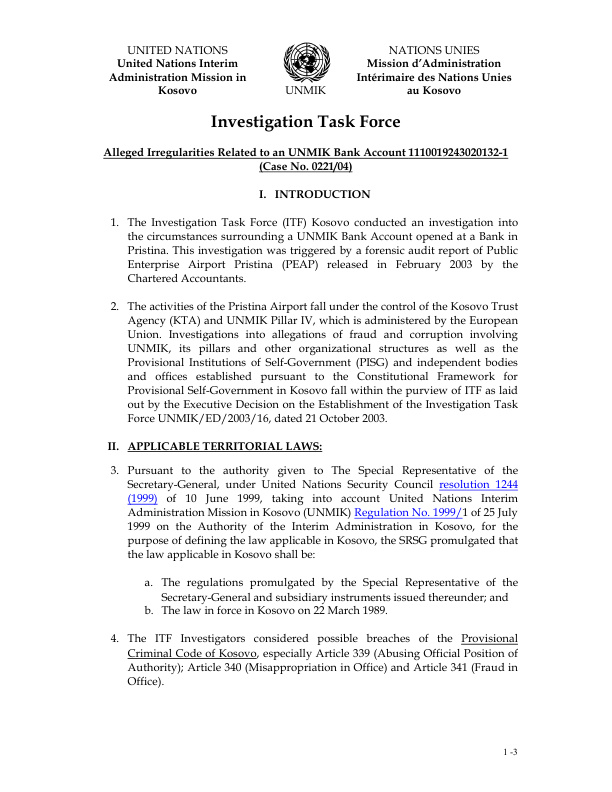 UNITED NATIONS
United Nations Interim
Administration Mission in
Kosovo
UNMIK
NATIONS UNIES
Mission d’Administration
Intérimaire des Nations Unies
au Kosovo
Investigation Task Force
Alleged Irregularities Related to an UNMIK Bank Account 1110019243020132-1
(Case No. 0221/04)
I. INTRODUCTION
1. The Investigation Task Force (ITF) Kosovo conducted an investigation into
the circumstances surrounding a UNMIK Bank Account opened at a Bank in
Pristina. This investigation was triggered by a forensic audit report of Public
Enterprise Airport Pristina (PEAP) released in February 2003 by the
Chartered Accountants.
2. The activities of the Pristina Airport fall under the control of the Kosovo Trust
Agency (KTA) and UNMIK Pillar IV, which is administered by the European
Union. Investigations into allegations of fraud and corruption involving
UNMIK, its pillars and other organizational structures as well as the
Provisional Institutions of Self-Government (PISG) and independent bodies
and offices established pursuant to the Constitutional Framework for
Provisional Self-Government in Kosovo fall within the purview of ITF as laid
out by the Executive Decision on the Establishment of the Investigation Task
Force UNMIK/ED/2003/16, dated 21 October 2003.
II. APPLICABLE TERRITORIAL LAWS:
3. Pursuant to the authority given to The Special Representative of the
Secretary-General, under United Nations Security Council resolution 1244
(1999) of 10 June 1999, taking into account United Nations Interim
Administration Mission in Kosovo (UNMIK) Regulation No. 1999/1 of 25 July
1999 on the Authority of the Interim Administration in Kosovo, for the
purpose of defining the law applicable in Kosovo, the SRSG promulgated that
the law applicable in Kosovo shall be:
a. The regulations promulgated by the Special Representative of the
Secretary-General and subsidiary instruments issued thereunder; and
b. The law in force in Kosovo on 22 March 1989.
4. The ITF Investigators considered possible breaches of the Provisional
Criminal Code of Kosovo, especially Article 339 (Abusing Official Position of
Authority); Article 340 (Misappropriation in Office) and Article 341 (Fraud in
Office).
1 -3